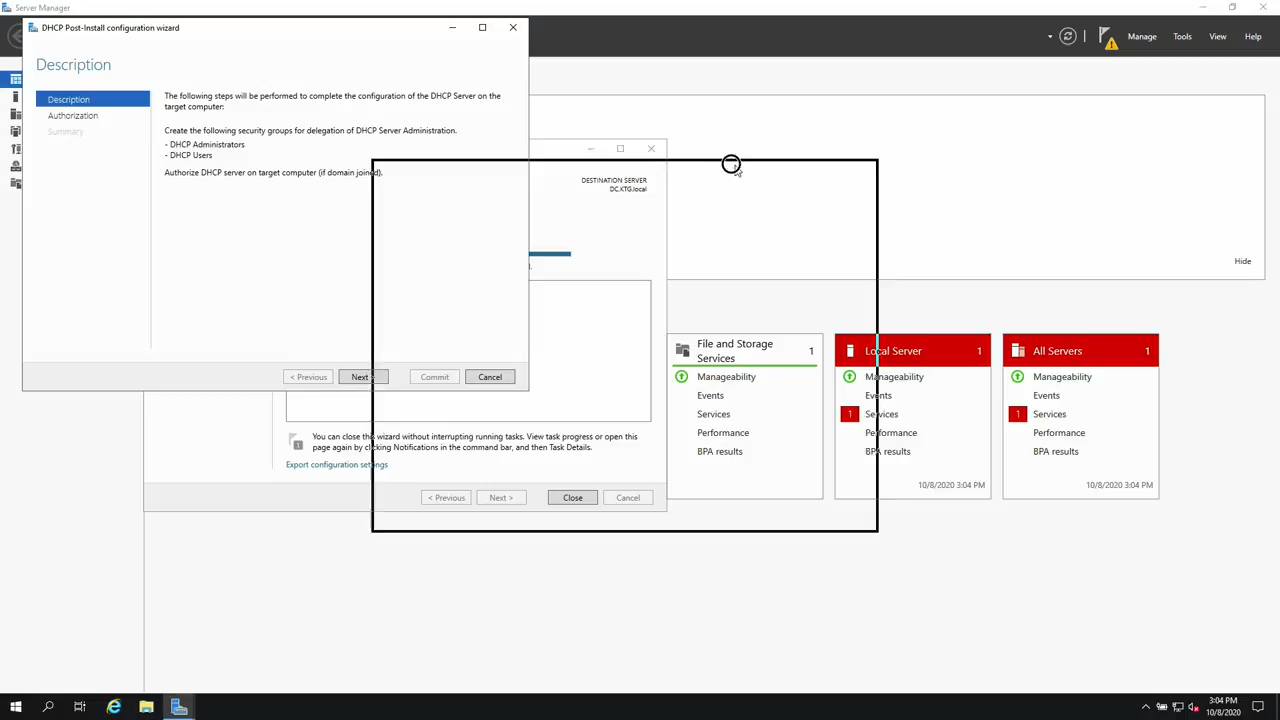 Server Manager
DHCP Post-Install configuration wizard
Manage
Tools
View
Help
Description
Description
Authorization
Summary
The following steps will be performed to complete the configuration of the DHCP Server on the
target computer:
Create the following security groups for delegation of DHCP Server Administration.
- DHCP Administrators
- DHCP Users
Authorize DHCP server on target computer (if domain joined).
< Previous
Next >
Commit
Cancel
DESTINATION SERVER
DC.KTG.local
Hide
You can close this wizard without interrupting running tasks. View task progress or open this
page again by clicking Notifications in the command bar, and then Task Details.
1
Export configuration settings
< Previous
Next >
Close
Cancel
File and Storage
Services
1
Manageability
Events
Services
Performance
BPA results
Local Server
1
Manageability
Events
1
Services
Performance
BPA results
10/8/2020 3:04 PM
All Servers
1
Manageability
Events
1
Services
Performance
BPA results
10/8/2020 3:04 PM
3:04 PM
10/8/2020